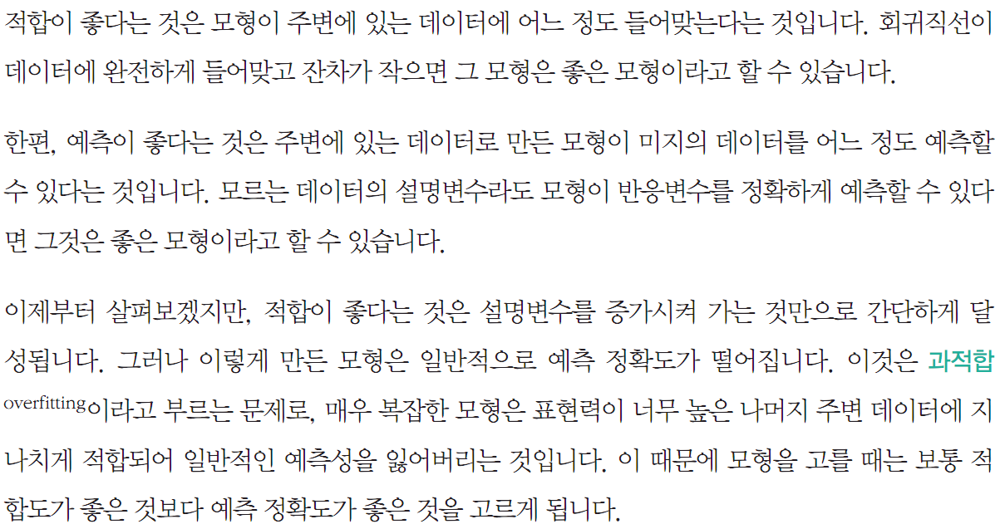 적합이 좋다는 것은 모형이 주변에 있는 데이터에 어느 정도 들어맞는다는 것입니다. 회귀직선이
데이터에 완전하게 들어맞고 잔차가 작으면 그 모형은 좋은 모형이라고 할 수 있습니다.
한편, 예측이 좋다는 것은 주변에 있는 데이터로 만든 모형이 미지의 데이터를 어느 정도 예측할
수 있다는 것입니다. 모르는 데이터의 설명변수라도 모형이 반응변수를 정확하게 예측할 수 있다
면 그것은 좋은 모형이라고 할 수 있습니다.
이제부터 살펴보겠지만, 적합이 좋다는 것은 설명변수를 증가시켜 가는 것만으로 간단하게 달
성됩니다. 그러나 이렇게 만든 모형은 일반적으로 예측 정확도가 떨어집니다. 이것은 과적합
overfitting이라고 부르는 문제로, 매우 복잡한 모형은 표현력이 너무 높은 나머지 주변 데이터에 지
나치게 적합되어 일반적인 예측성을 잃어버리는 것입니다. 이 때문에 모형을 고를 때는 보통 적
합도가 좋은 것보다 예측 정확도가 좋은 것을 고르게 됩니다.